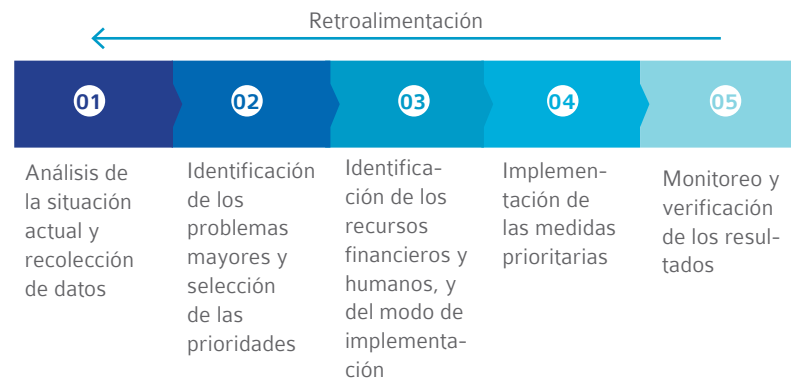 Retroalimentación
01
02
03
04
05
Análisis de
la situación
actual y
recolección
de datos
Identificación
de los
problemas
mayores y
selección
de las
prioridades
Identifica-
ción de los
recursos
financieros y
humanos, y
del modo de
implementa-
ción
Implemen-
tación de
las medidas
prioritarias
Monitoreo y
verificación
de los resul-
tados